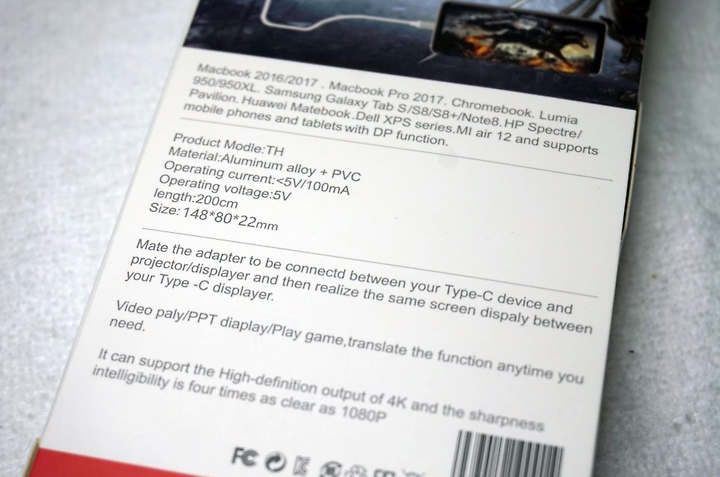 Macbook 2016/2017 . Macbook Pro 2017. Chromebook. Lumia
950/950XL. Samsung Galaxy Tab S/S8/S8+/Note8.HP Spectre/
Pavilion. Huawei Matebook.Dell XPS series.MI air 12 and supports
mobile phones and tablets with DP function.
Product Modle:TH
Material:Aluminum alloy + PVC
Operating current:<5V/100mA
Operating voltage:5V
length:200cm
Size:148*80*22mm
Mate the adapter to be connectd between your Type-C device and
projector/displayer and then realize the same screen dispaly between
your Type -C displayer.
Video paly/PPT diaplay/Play game,translate the function anytime you
need.
It can support the High-definition output of 4K and the sharpness
intelligibility is four times as clear as 1080P
FC